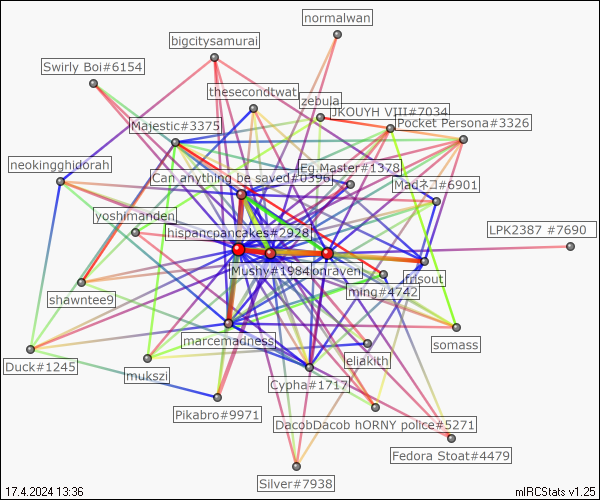 normalwan
bigcitysamurai
Swirly Boi#6154
thesecondtwat
zebula
JKOUYH VIII#7034
Pocket Persona#3326
Majestic#3375
neokingghidorah
Eg.Master#1378
Can anything be saved#0396
Madネコ#6901
yoshimanden
LPK2387 #7690
hispancpancakes#2928
Mushy#1984
onraven
frisout
ming#4742
shawntee9
marcemadness
somass
eliakith
Duck#1245
mukszi
Cypha#1717
Pikabro#9971
DacobDacob hORNY police#5271
Fedora Stoat#4479
Silver#7938
17.4.2024 13:36
mIRCStats v1.25